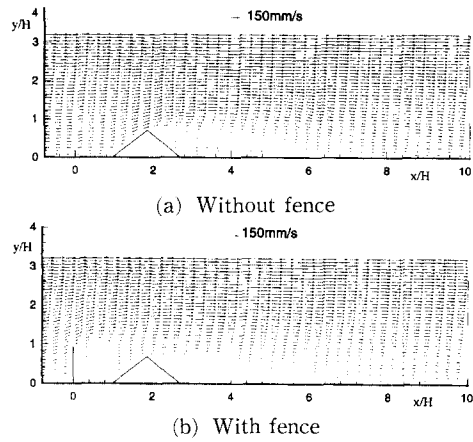 4
y/H
— 150mm/s
3
2
1
0
0 2 4 6 8 10
x/H
(a) Without fence
4
y/H
- 150mm/s
3
2
1
0
0 2 4 6 8 10
x/H
(b) With fence